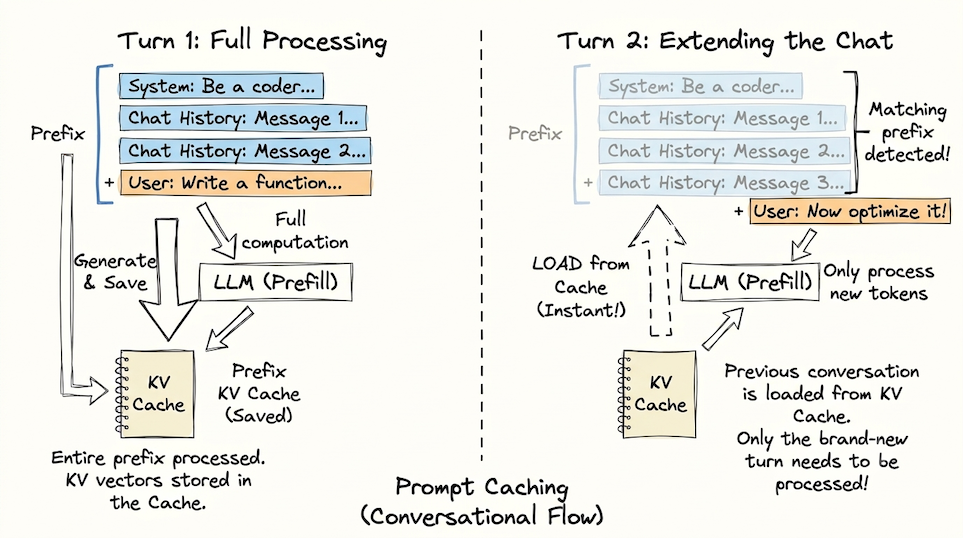 Turn 1: Full Processing
Prefix
System: Be a coder...
Chat History: Message 1...
Chat History: Message 2...
+ User: Write a function...
Full
computation
Generate
& Save
LLM (Prefill)
KV
Cache
Prefix
KV Cache
(Saved)
Entire prefix processed.
KV vectors stored in
the Cache.
Turn 2: Extending the Chat
Prefix
System: Be a coder...
Chat History: Message 1...
Chat History: Message 2...
+ Chat History: Message 3...
Matching
prefix
detected!
+ User: Now optimize it!
LOAD from
Cache
(Instant!)
LLM (Prefill)
Only process
new tokens
KV
Cache
Previous conversation
is loaded from KV
Cache.
Only the brand-new
turn needs to be
processed!
Prompt Caching
(Conversational Flow)